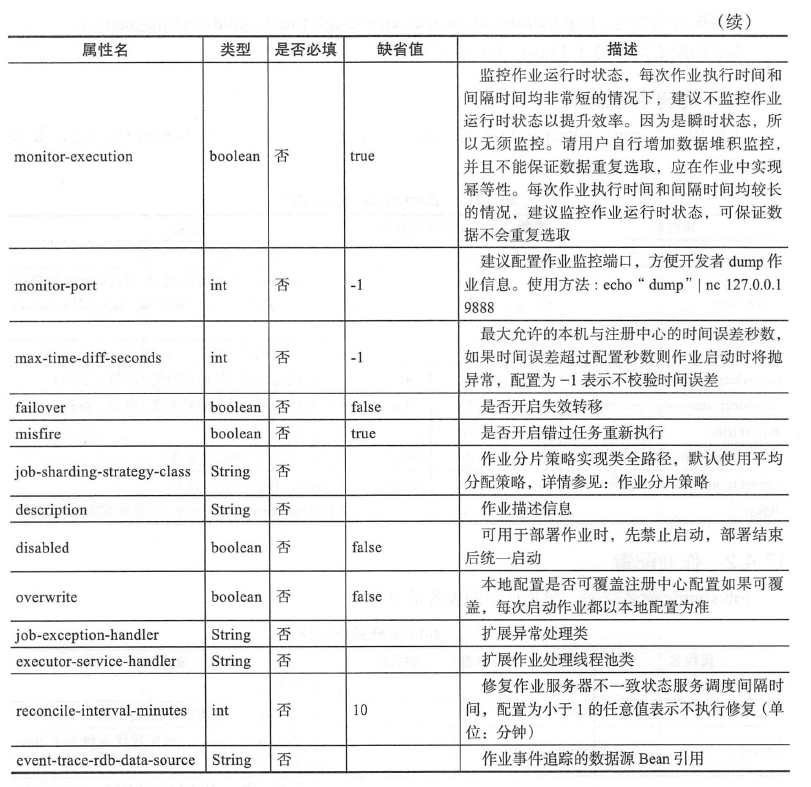 （续）
属性名 类型 是否必填 缺省值 描述
monitor-execution boolean 否 true 监控作业运行时状态，每次作业执行时间和
间隔时间均非常短的情况下，建议不监控作业
运行时状态以提升效率。因为是瞬时状态，所
以无须监控。请用户自行增加数据堆积监控，
并且不能保证数据重复选取，应在作业中实现
幂等性。每次作业执行时间和间隔时间均较长
的情况，建议监控作业运行时状态，可保证数
据不会重复选取
monitor-port int 否 -1 建议配置作业监控端口，方便开发者 dump 作
业信息。使用方法：echo“dump”| nc 127.0.0.1
9888
max-time-diff-seconds int 否 -1 最大允许的本机与注册中心的时间误差秒数，
如果时间误差超过配置秒数则作业启动时将抛
异常，配置为 −1 表示不校验时间误差
failover boolean 否 false 是否开启失效转移
misfire boolean 否 true 是否开启错过任务重新执行
job-sharding-strategy-class String 否 作业分片策略实现类全路径，默认使用平均
分配策略，详情参见：作业分片策略
description String 否 作业描述信息
disabled boolean 否 false 可用于部署作业时，先禁止启动，部署结束
后统一启动
overwrite boolean 否 false 本地配置是否可覆盖注册中心配置如果可覆
盖，每次启动作业都以本地配置为准
job-exception-handler String 否 扩展异常处理类
executor-service-handler String 否 扩展作业处理线程池类
reconcile-interval-minutes int 否 10 修复作业服务器不一致状态服务调度间隔时
间，配置为小于 1 的任意值表示不执行修复（单
位：分钟）
event-trace-rdb-data-source String 否 作业事件追踪的数据源 Bean 引用